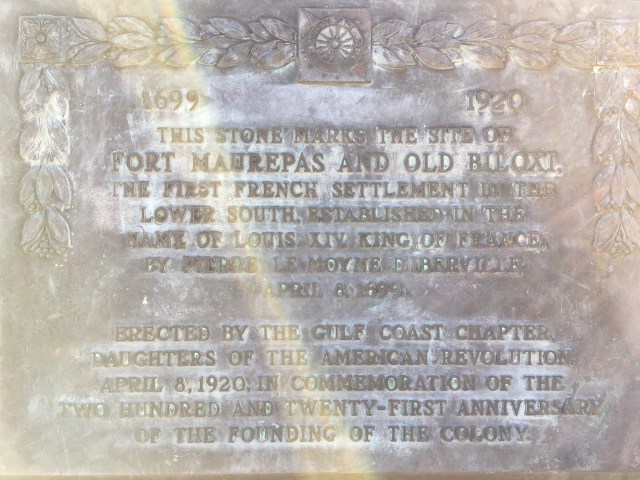 1699 1920
THIS STONE MARKS THE SITE OF
FORT MAUREPAS AND OLD BILOXI,
THE FIRST FRENCH SETTLEMENT IN THE
LOWER SOUTH, ESTABLISHED IN THE
NAME OF LOUIS XIV, KING OF FRANCE,
BY PIERRE LE MOYNE D'IBERVILLE,
APRIL 8, 1699.
ERECTED BY THE GULF COAST CHAPTER,
DAUGHTERS OF THE AMERICAN REVOLUTION,
APRIL 8, 1920, IN COMMEMORATION OF THE
TWO HUNDRED AND TWENTY-FIRST ANNIVERSARY
OF THE FOUNDING OF THE COLONY.